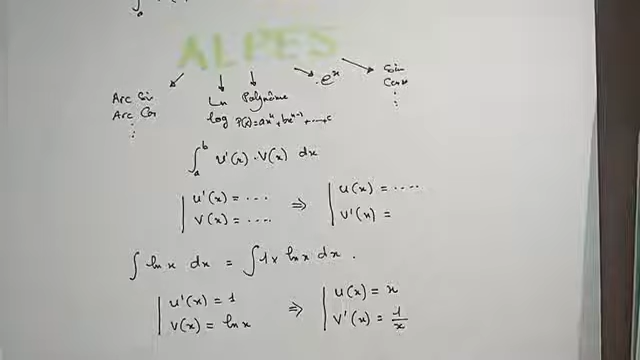 ALPES
Arc Sin Ln Polynôme eˣ Sin
Arc Cos log P(x)=axⁿ+bxⁿ⁻¹+....+c Cos x
⋮ ⋮
∫ₐᵇ u'(x) · V(x) dx
u'(x) = .... ⇒ u(x) = ....
V(x) = .... V'(x) =
∫ ln x dx = ∫ 1 x ln x dx .
u'(x) = 1 ⇒ u(x) = x
V(x) = ln x V'(x) = 1/x